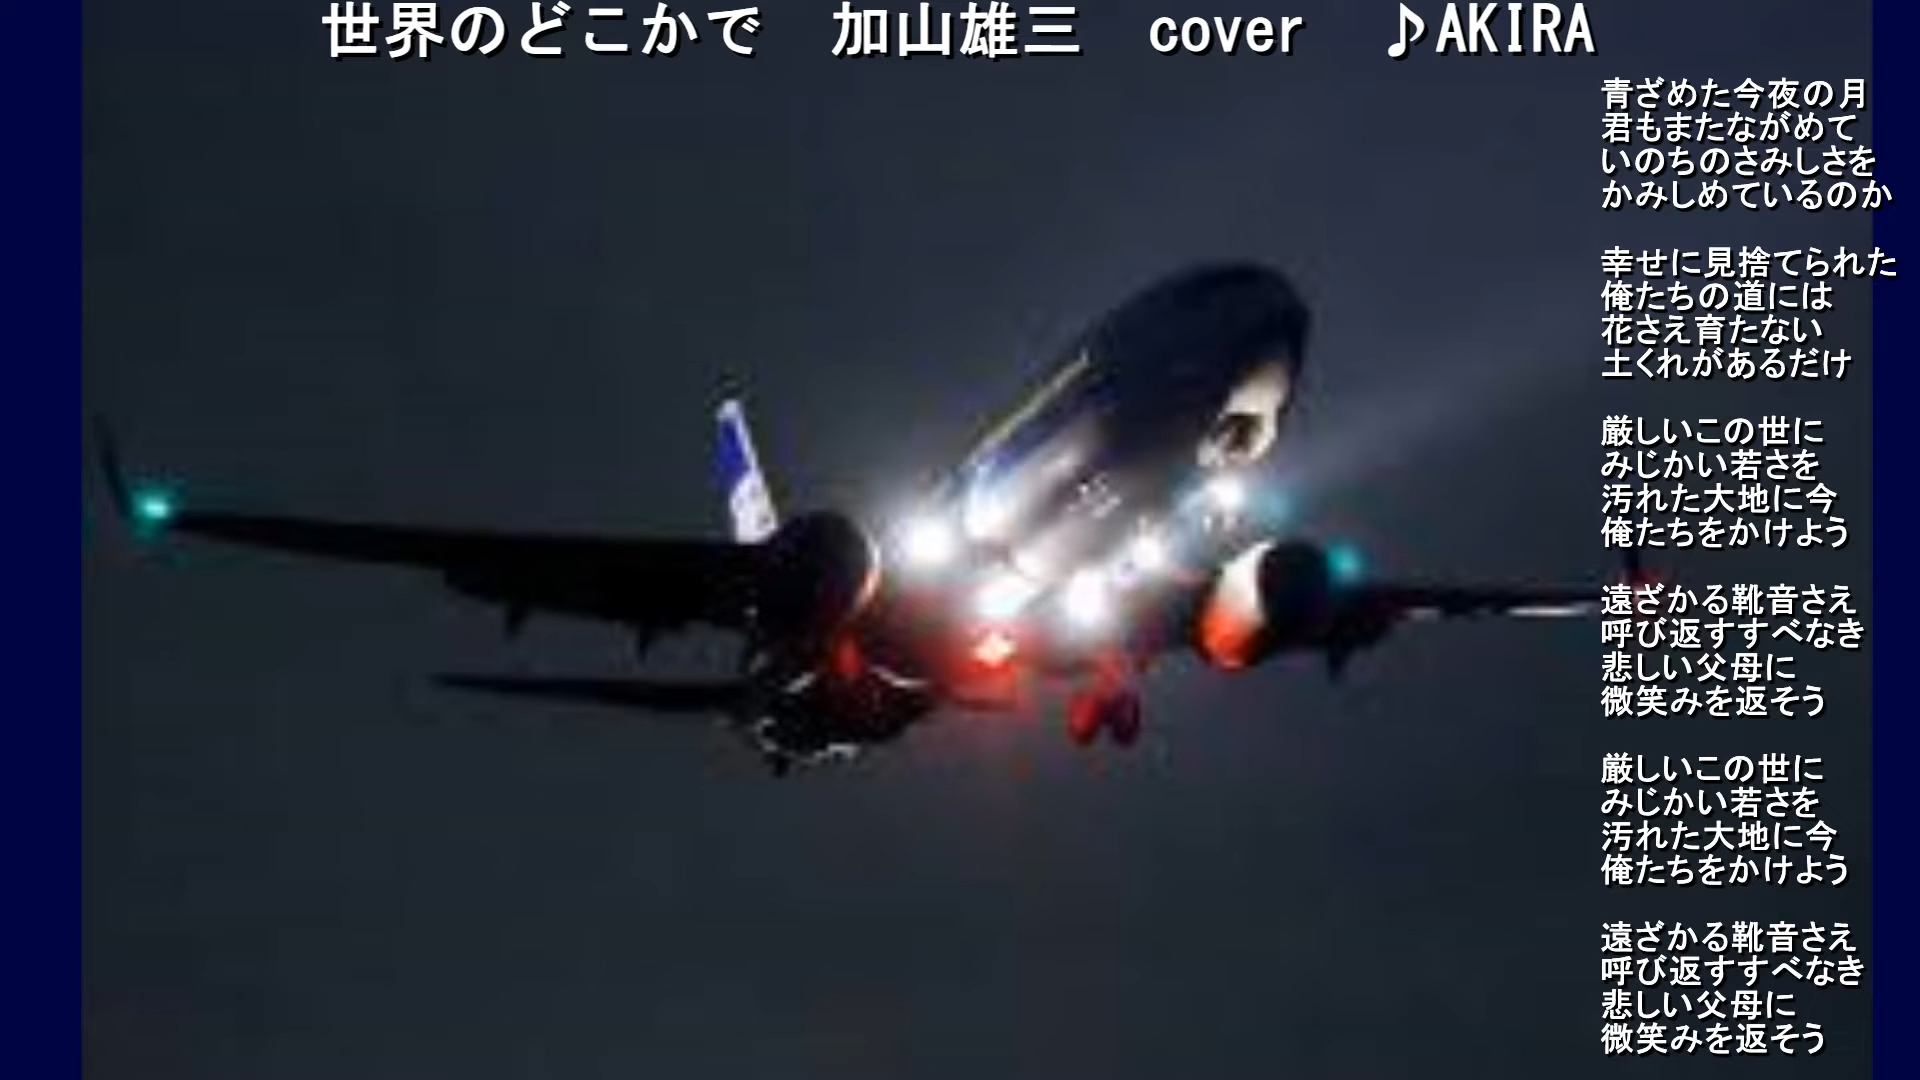 世界のどこかで　加山雄三　cover　♪AKIRA
青ざめた今夜の月
君もまたながめて
いのちのさみしさを
かみしめているのか
幸せに見捨てられた
俺たちの道には
花さえ育たない
土くれがあるだけ
厳しいこの世に
みじかい若さを
汚れた大地に今
俺たちをかけよう
遠ざかる靴音さえ
呼び返すすべなき
悲しい父母に
微笑みを返そう
厳しいこの世に
みじかい若さを
汚れた大地に今
俺たちをかけよう
遠ざかる靴音さえ
呼び返すすべなき
悲しい父母に
微笑みを返そう